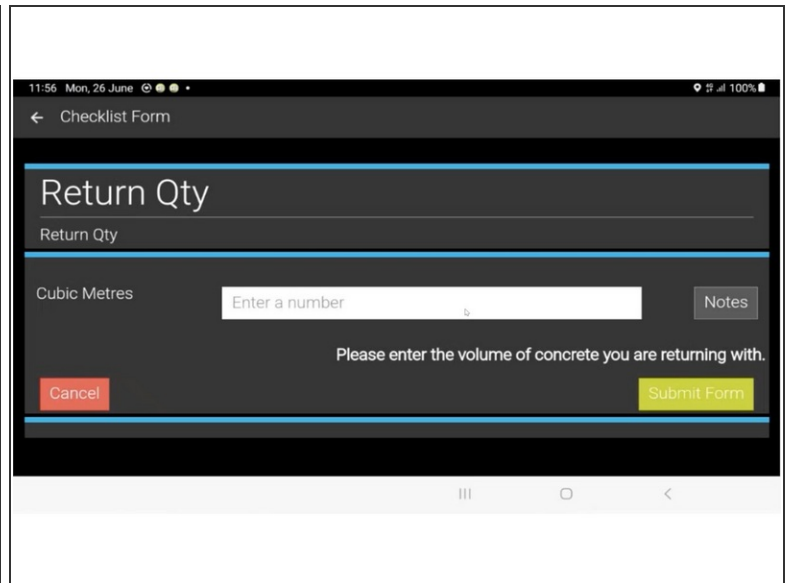 11:56 Mon, 26 June 100%
Checklist Form
Return Qty
Return Qty
Cubic Metres
Enter a number
Notes
Please enter the volume of concrete you are returning with.
Cancel
Submit Form